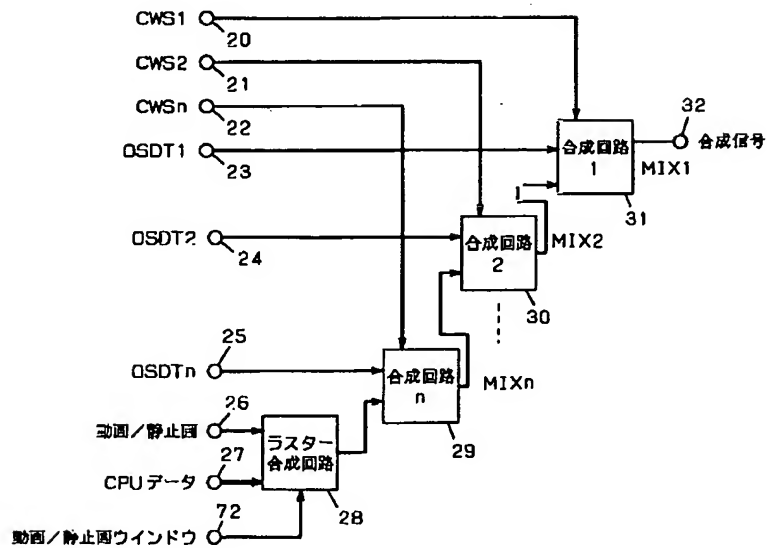 CWS1
20
CWS2
21
CWSn
22
OSDT1
23
32
合成信号
合成回路
1
MIX1
31
OSDT2
24
合成回路
2
MIX2
30
25
OSDTn
合成回路
n
MIXn
29
26
動画/静止画
ラスター
合成回路
27
CPUデータ
28
72
動画/静止画ウインドウ